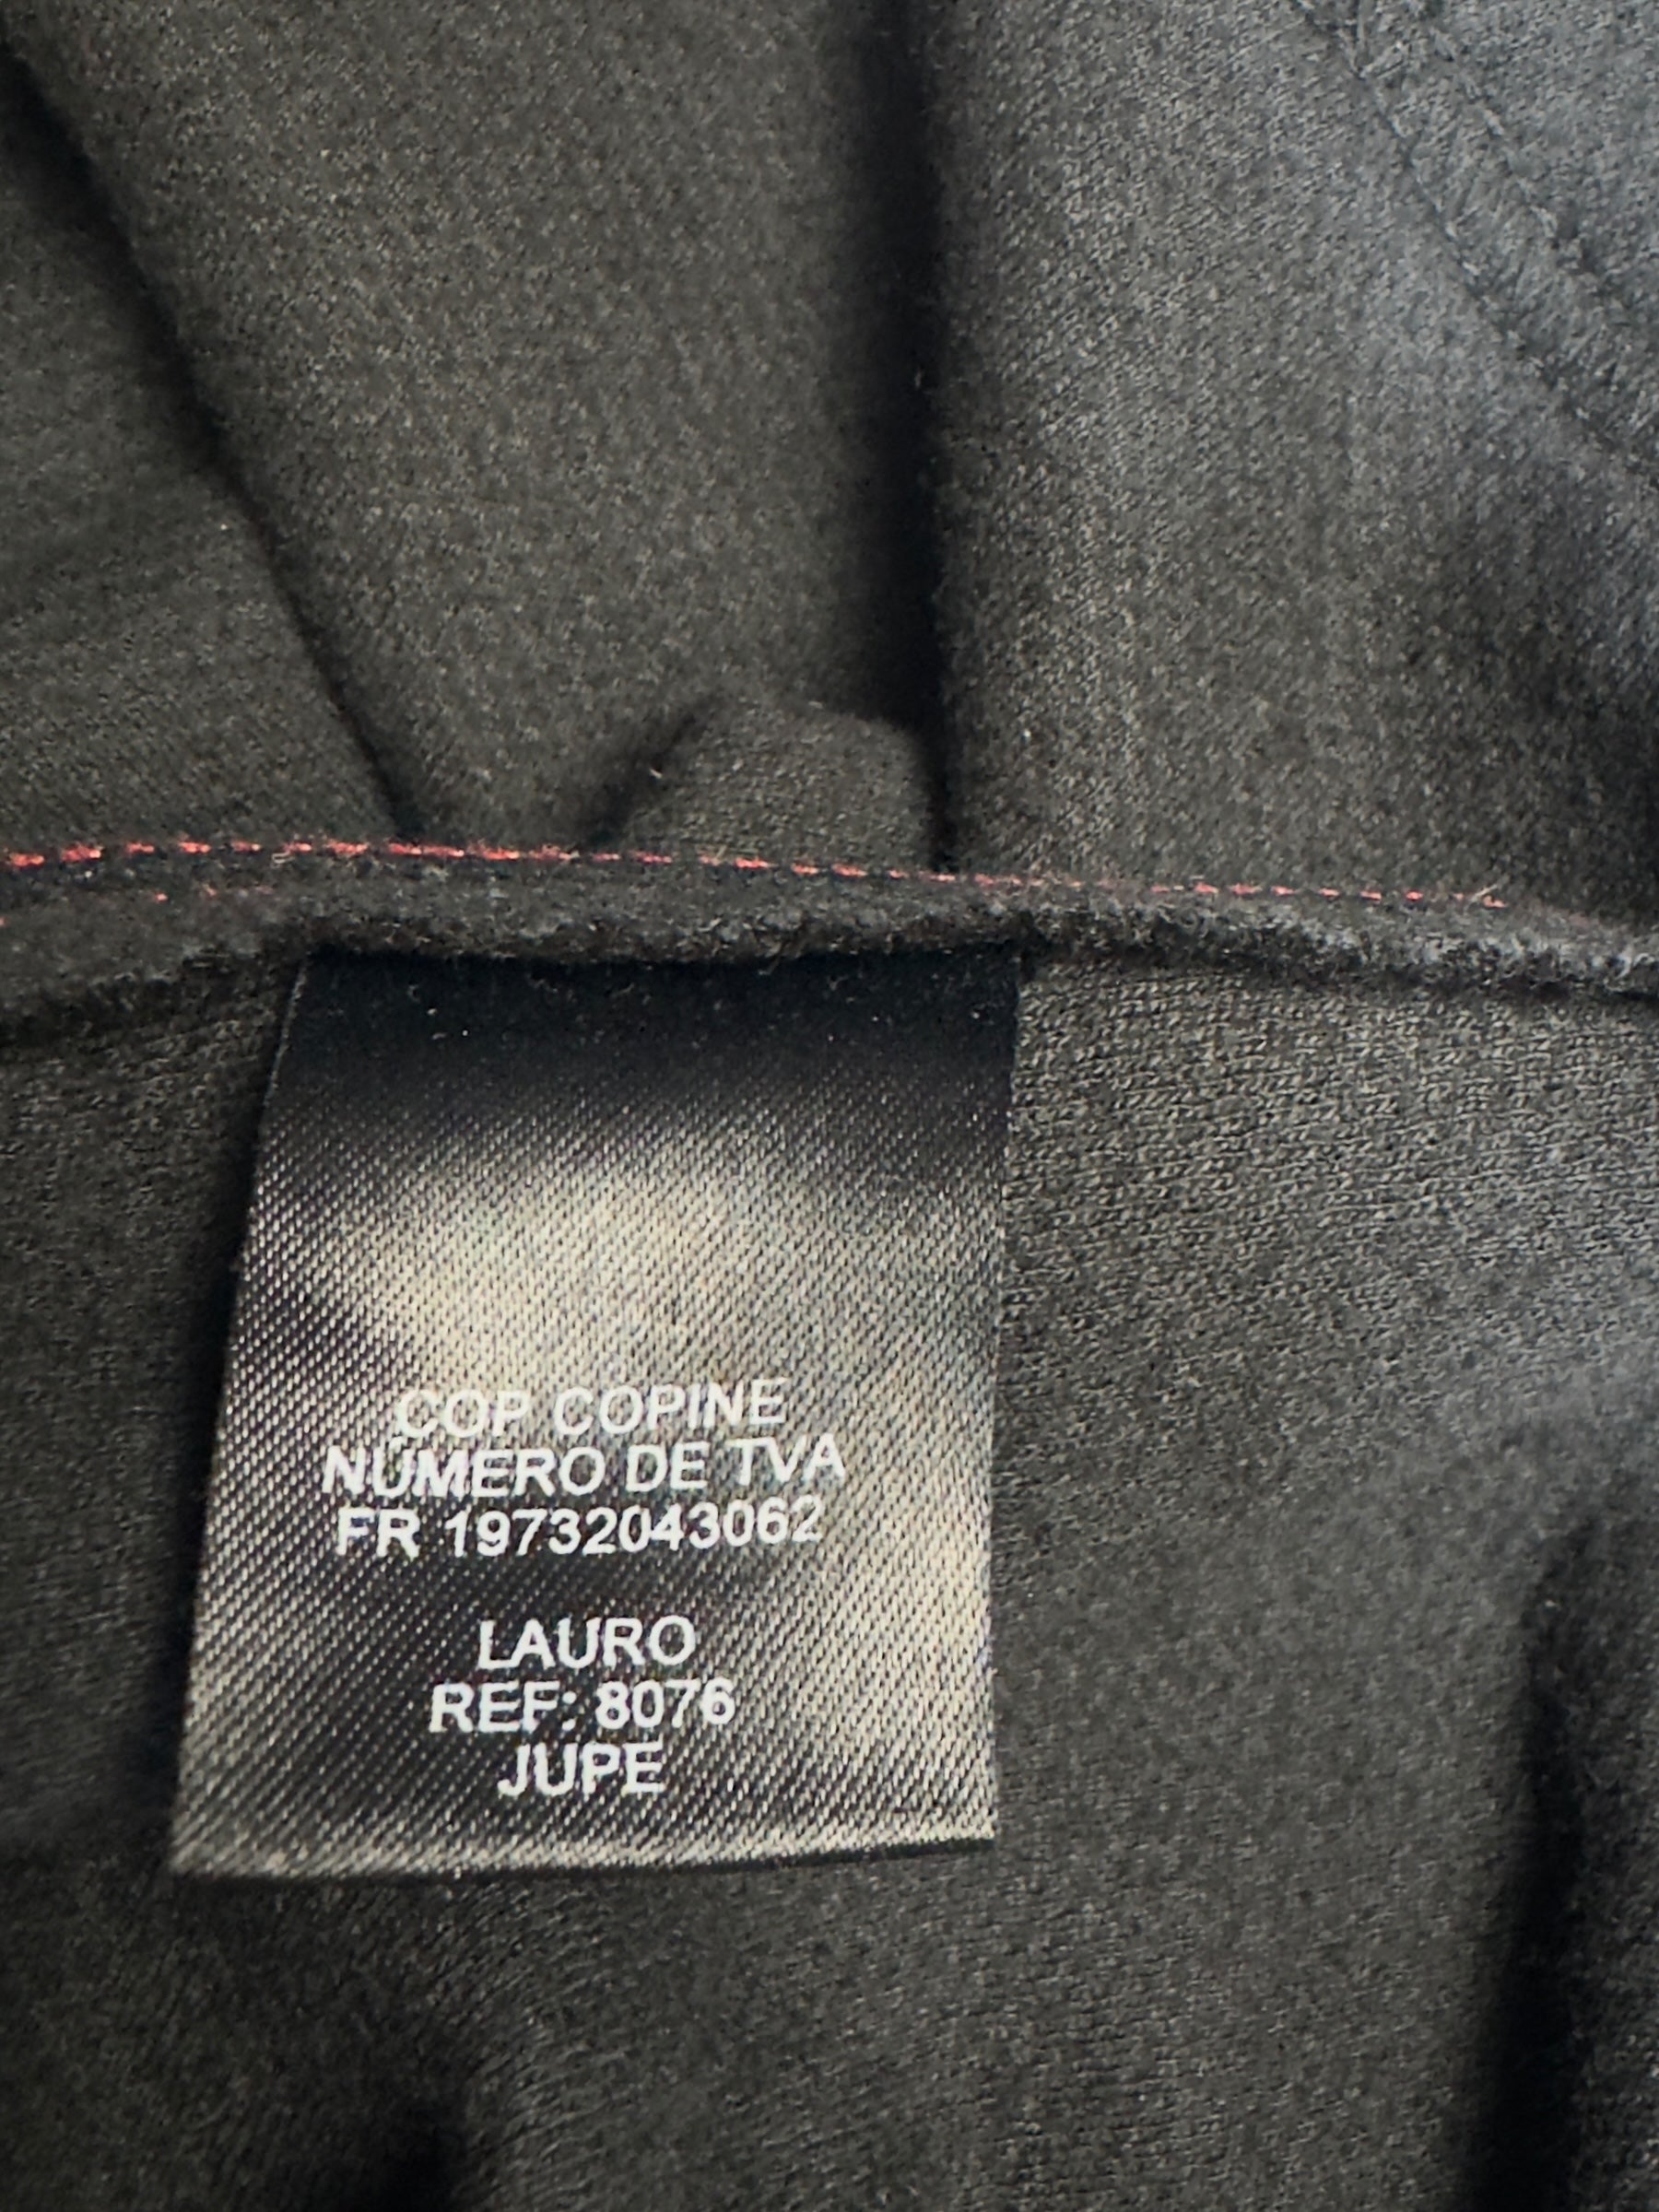 COP COPINE
NUMERO DE TVA
FR 19732043062
LAURO
REF: 8076
JUPE